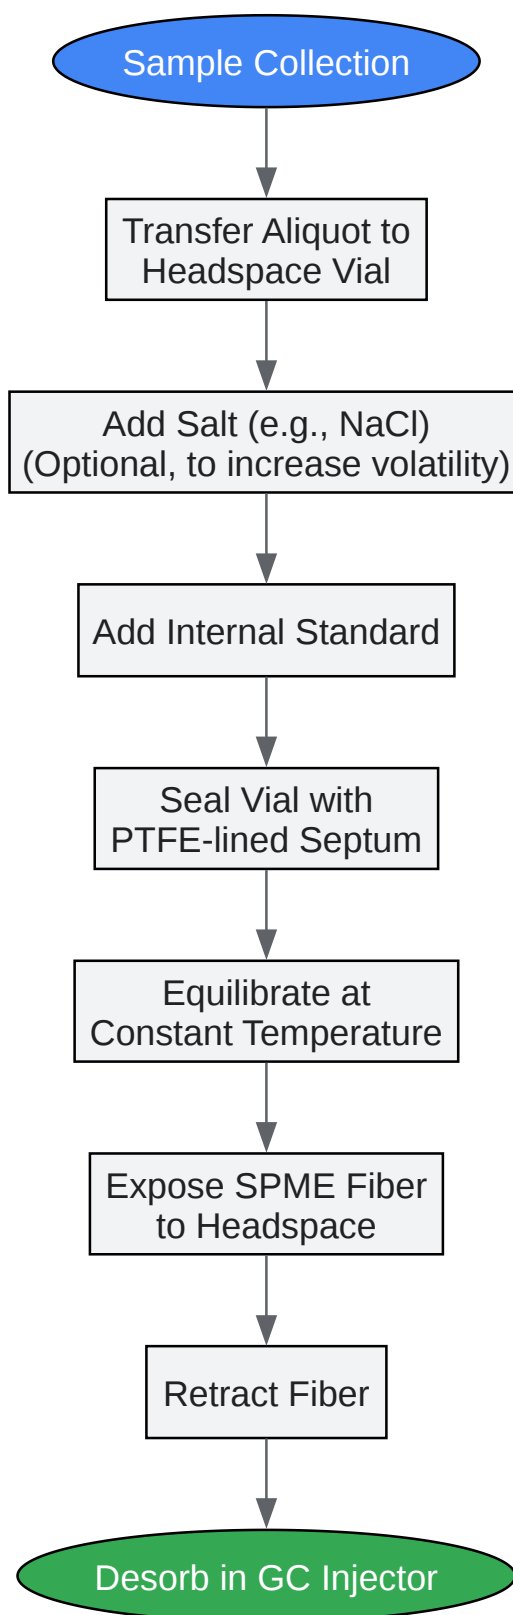 Sample Collection
Transfer Aliquot to
Headspace Vial
Add Salt (e.g., NaCl)
(Optional, to increase volatility)
Add Internal Standard
Seal Vial with
PTFE-lined Septum
Equilibrate at
Constant Temperature
Expose SPME Fiber
to Headspace
Retract Fiber
Desorb in GC Injector